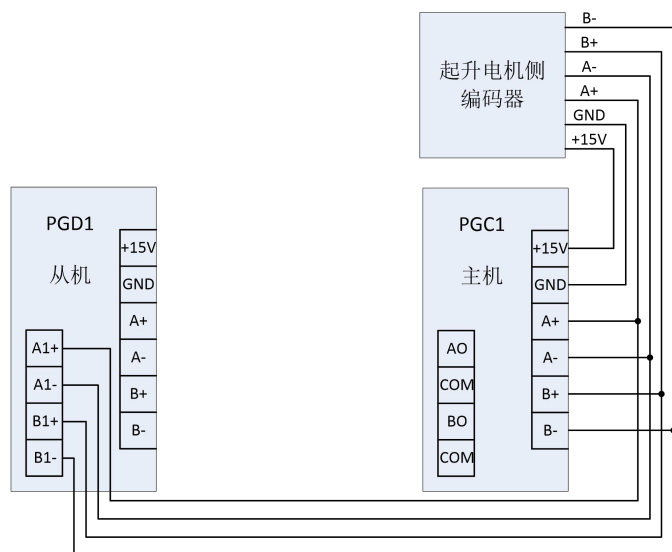 B-
B+
起升电机侧
A-
编码器
A+
GND
+15V
PGD1
从机
+15V
GND
A+
A-
B+
B-
A1+
A1-
B1+
B1-
PGC1
主机
+15V
GND
A+
A-
B+
B-
AO
COM
BO
COM